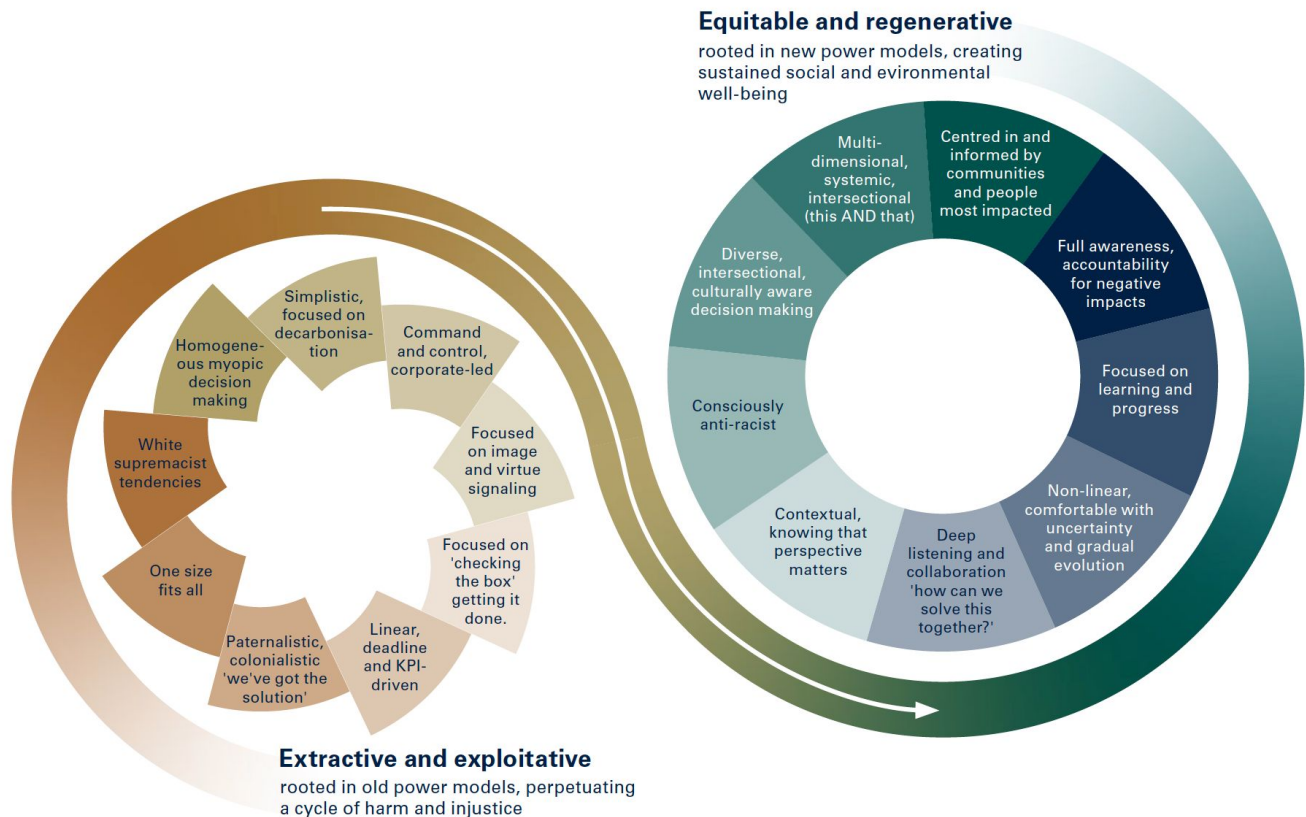 Equitable and regenerative
rooted in new power models, creating
sustained social and evironmental
well-being
Centred in and
informed by
communities
and people
most impacted
Full awareness,
accountability
for negative
impacts
Focused on
learning and
progress
Non-linear,
comfortable with
uncertainty
and gradual
evolution
Deep
listening and
collaboration
'how can we
solve this
together?'
Contextual,
knowing that
perspective
matters
Consciously
anti-racist
Diverse,
intersectional,
culturally aware
decision making
Multi-
dimensional,
systemic,
intersectional
(this AND that)
Simplistic,
focused on
decarbonisa-
tion
Command
and control,
corporate-led
Focused
on image
and virtue
signaling
Focused on
'checking
the box'
getting it
done.
Linear,
deadline
and KPI-
driven
Paternalistic,
colonialistic
'we've got the
solution'
One size
fits all
White
supremacist
tendencies
Homogene-
ous myopic
decision
making
Extractive and exploitative
rooted in old power models, perpetuating
a cycle of harm and injustice